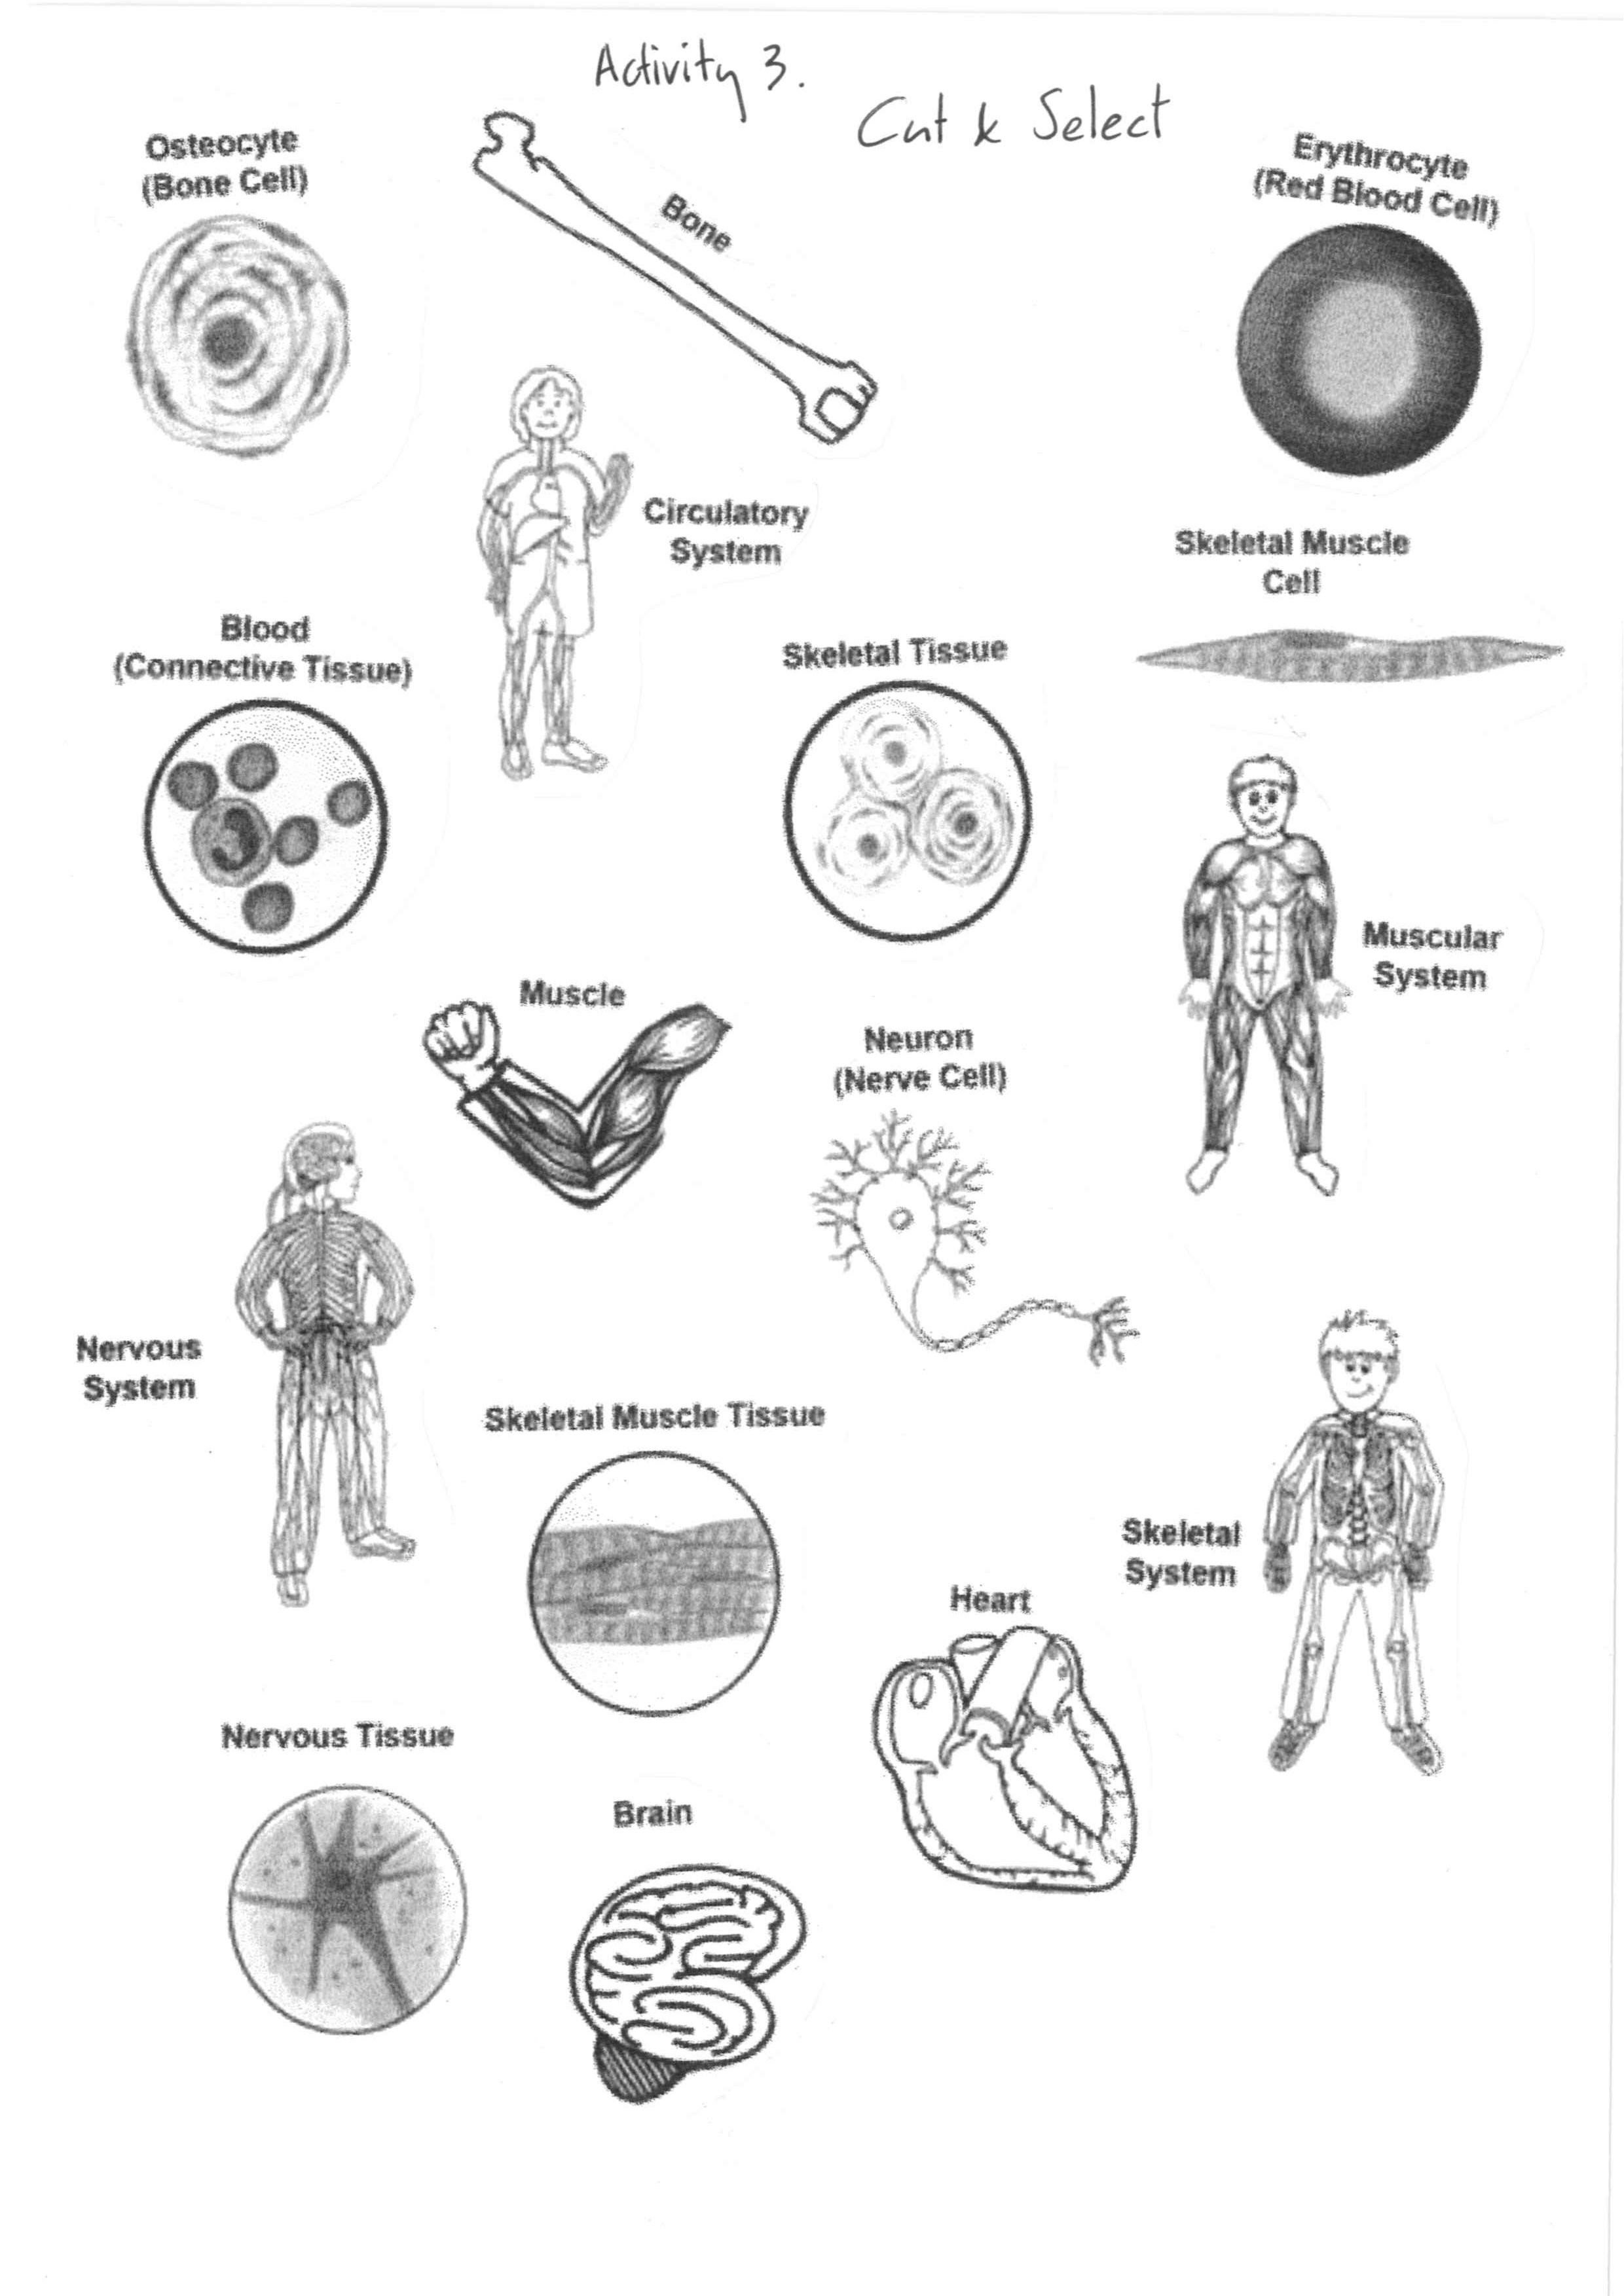 Activity 3.
Cut & Select
Osteocyte
(Bone Cell)
Bone
Erythrocyte
(Red Blood Cell)
Circulatory
System
Skeletal Muscle
Cell
Blood
(Connective Tissue)
Skeletal Tissue
Muscular
System
Muscle
Neuron
(Nerve Cell)
Nervous
System
Skeletal Muscle Tissue
Skeletal
System
Heart
Nervous Tissue
Brain